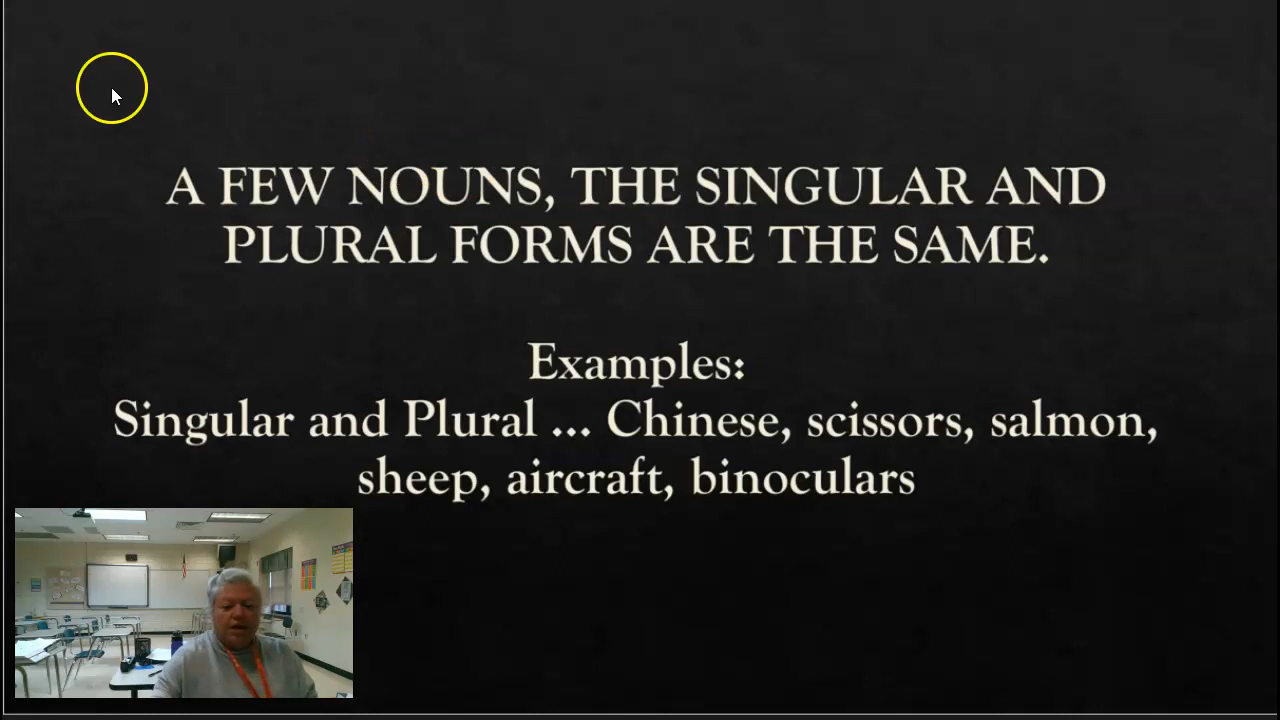 A FEW NOUNS, THE SINGULAR AND
PLURAL FORMS ARE THE SAME.
Examples:
Singular and Plural ... Chinese, scissors, salmon,
sheep, aircraft, binoculars